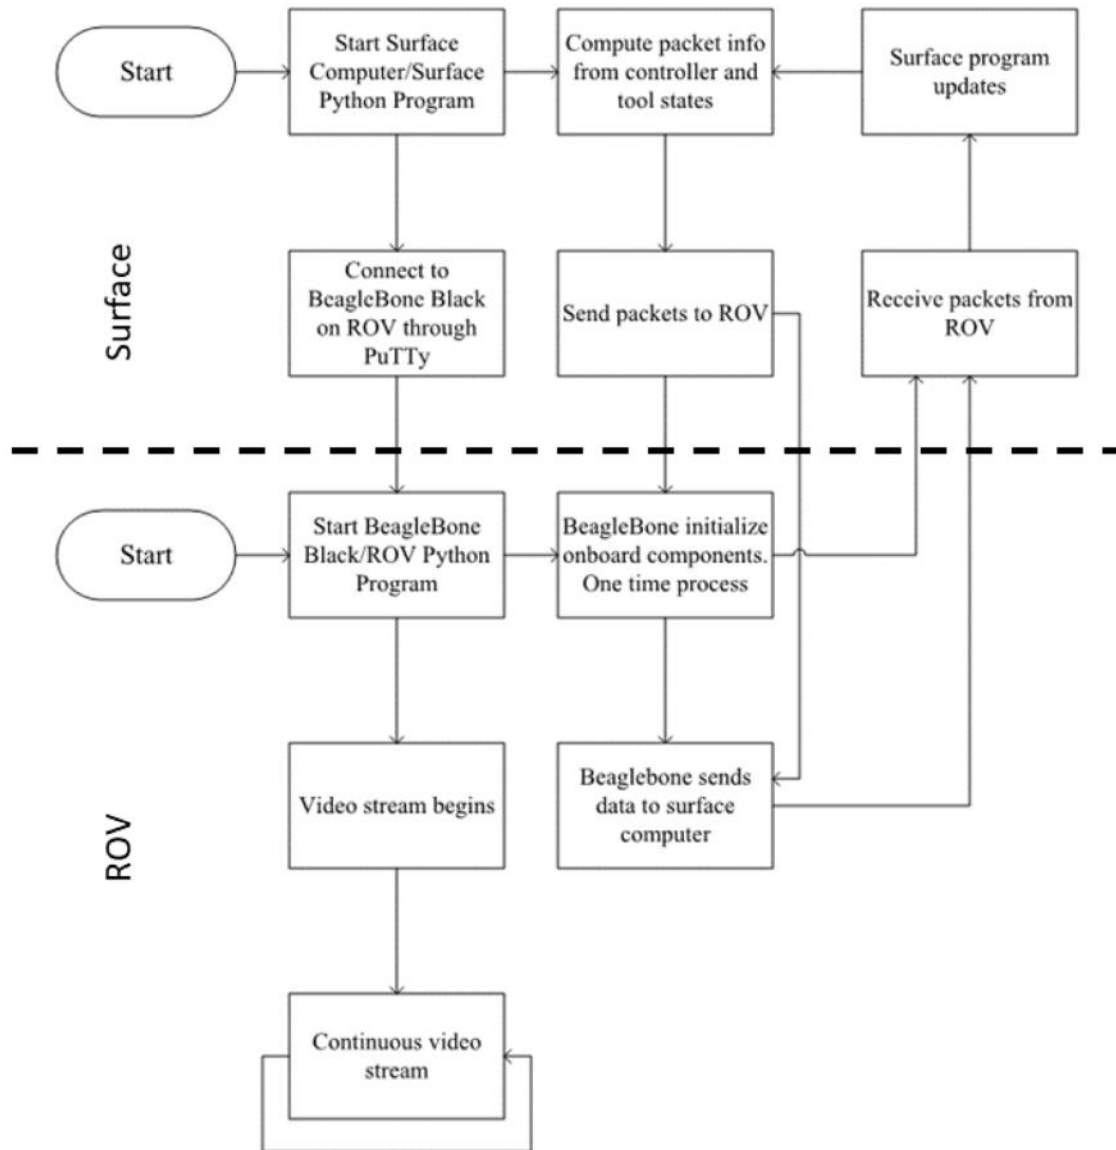 Start
Start Surface
Computer/Surface
Python Program
Compute packet info
from controller and
tool states
Surface program
updates
Surface
Connect to
BeagleBone Black
on ROV through
PuTTy
Send packets to ROV
Receive packets from
ROV
Start
Start BeagleBone
Black/ROV Python
Program
BeagleBone initialize
onboard components.
One time process
ROV
Video stream begins
Beaglebone sends
data to surface
computer
Continuous video
stream